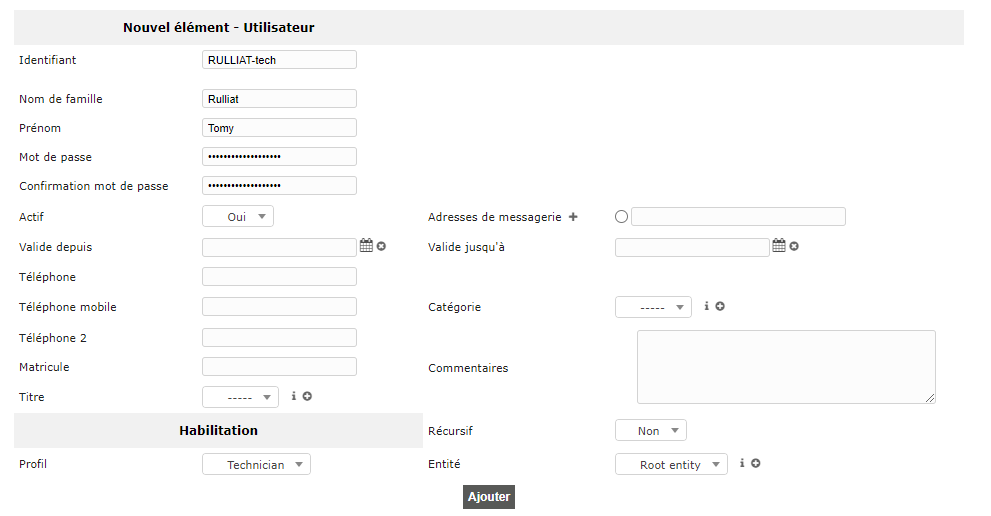 Nouvel élément - Utilisateur
Identifiant RULLIAT-tech
Nom de famille Rulliat
Prénom Tomy
Mot de passe •••••••••••••••••••
Confirmation mot de passe •••••••••••••••••••
Actif Oui Adresses de messagerie
Valide depuis Valide jusqu'à
Téléphone
Téléphone mobile Catégorie -----
Téléphone 2
Matricule Commentaires
Titre -----
Habilitation Récursif Non
Profil Technician Entité Root entity
Ajouter